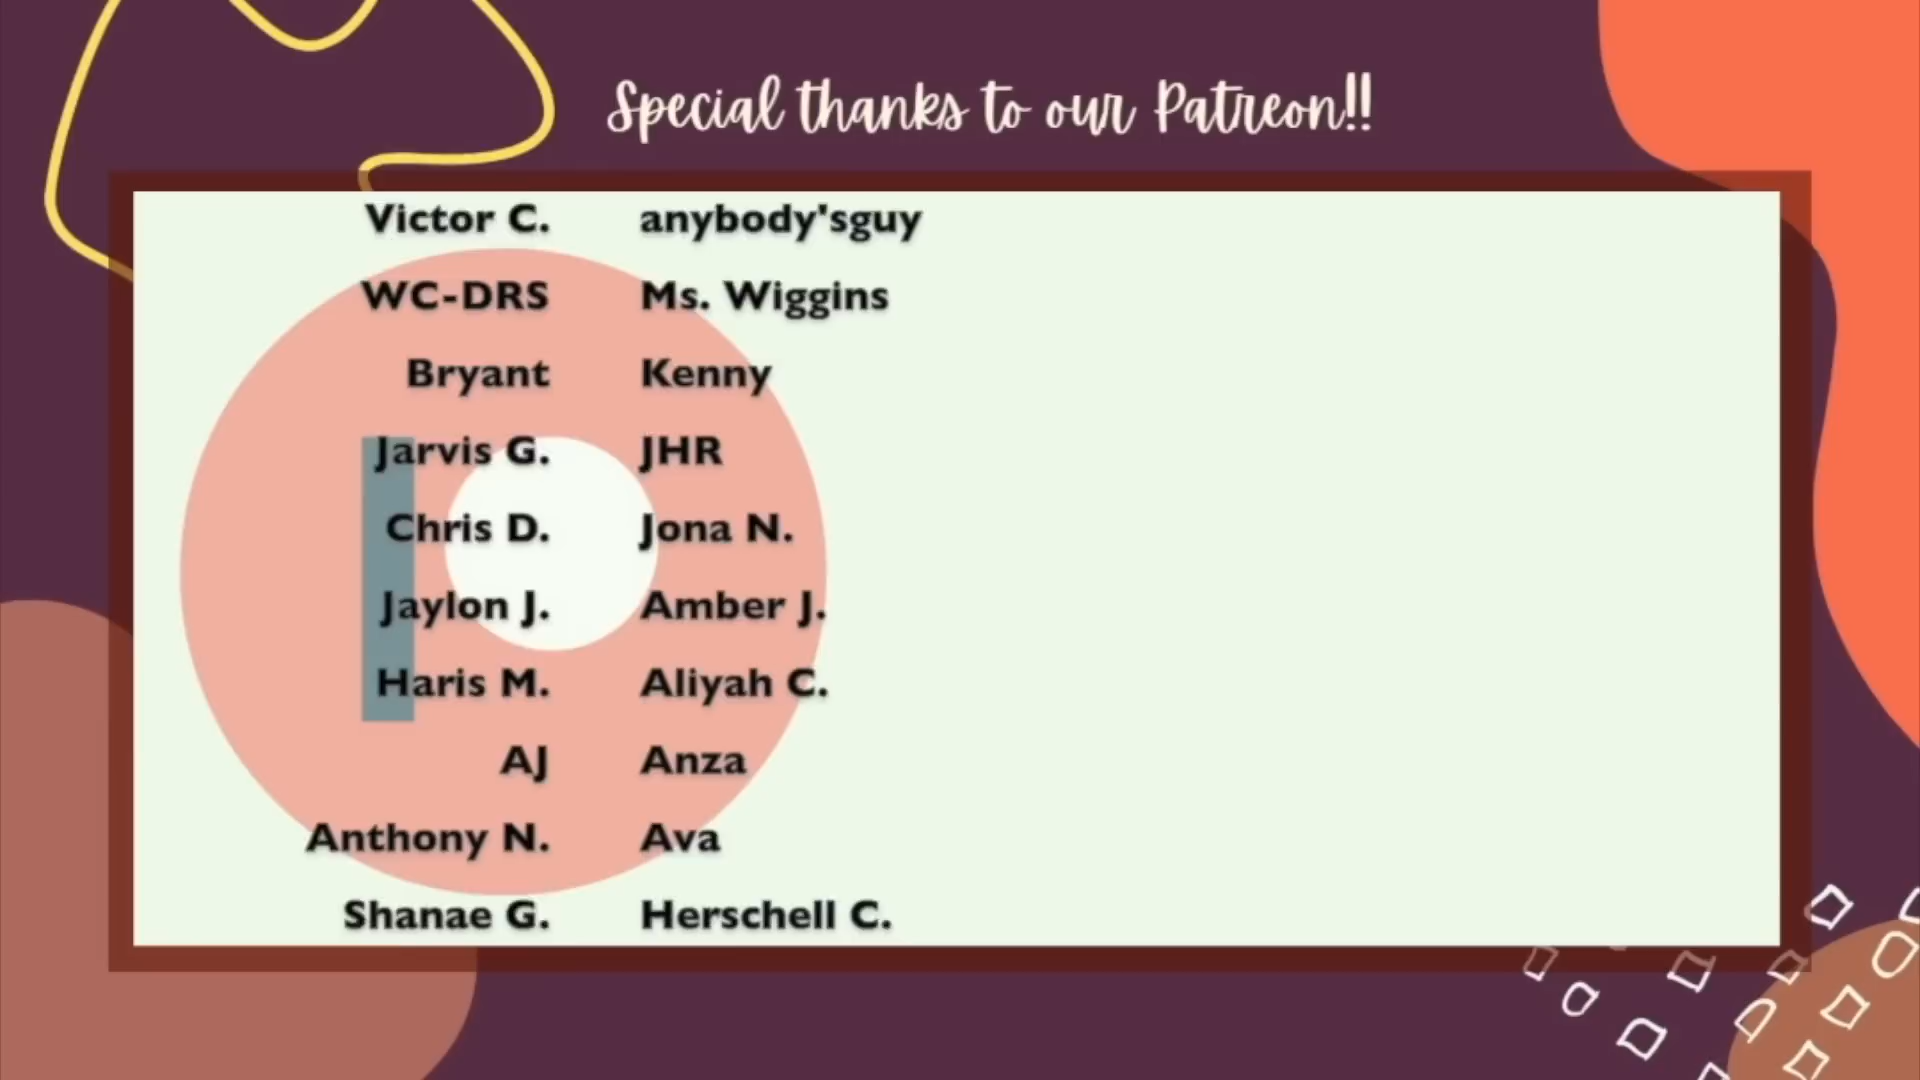 Special thanks to our Patreon!!
Victor C. anybody'sguy
WC-DRS Ms. Wiggins
Bryant Kenny
Jarvis G. JHR
Chris D. Jona N.
Jaylon J. Amber J.
Haris M. Aliyah C.
AJ Anza
Anthony N. Ava
Shanae G. Herschell C.